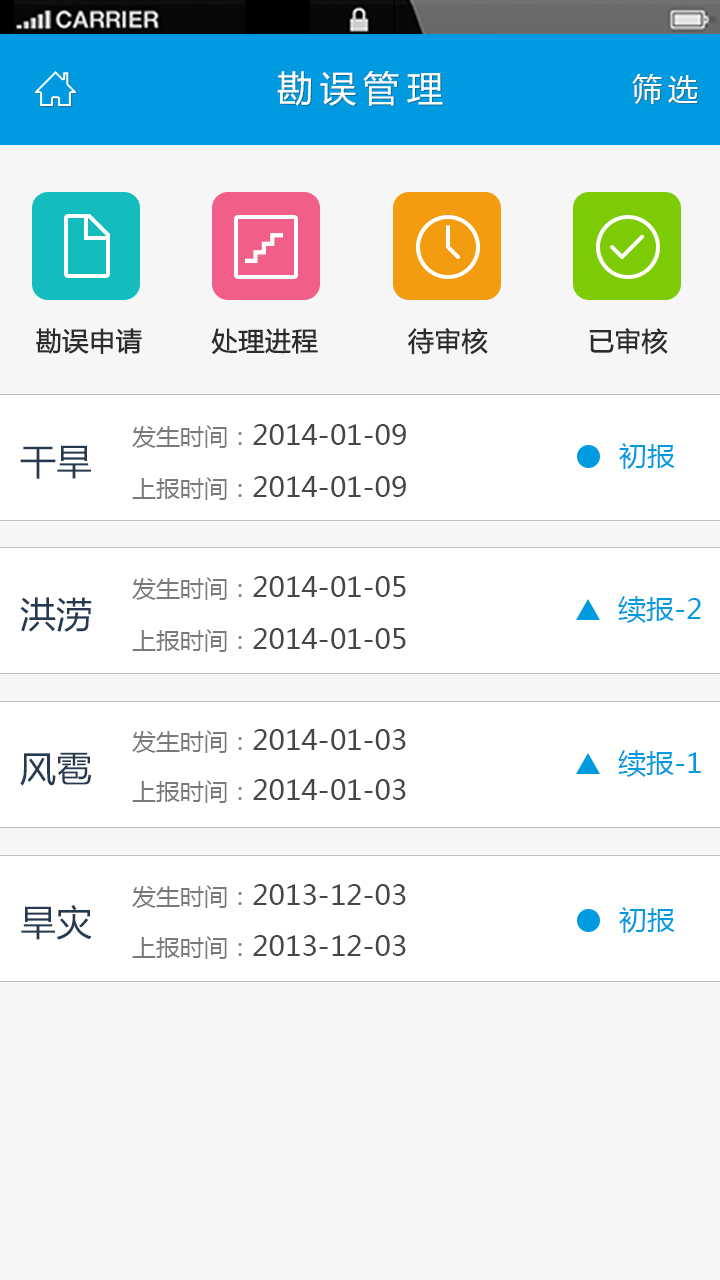 CARRIER
勘误管理 筛选
勘误申请 处理进程 待审核 已审核
发生时间：2014-01-09
干旱 初报
上报时间：2014-01-09
发生时间：2014-01-05
洪涝 续报-2
上报时间：2014-01-05
发生时间：2014-01-03
风雹 续报-1
上报时间：2014-01-03
发生时间：2013-12-03
旱灾 初报
上报时间：2013-12-03